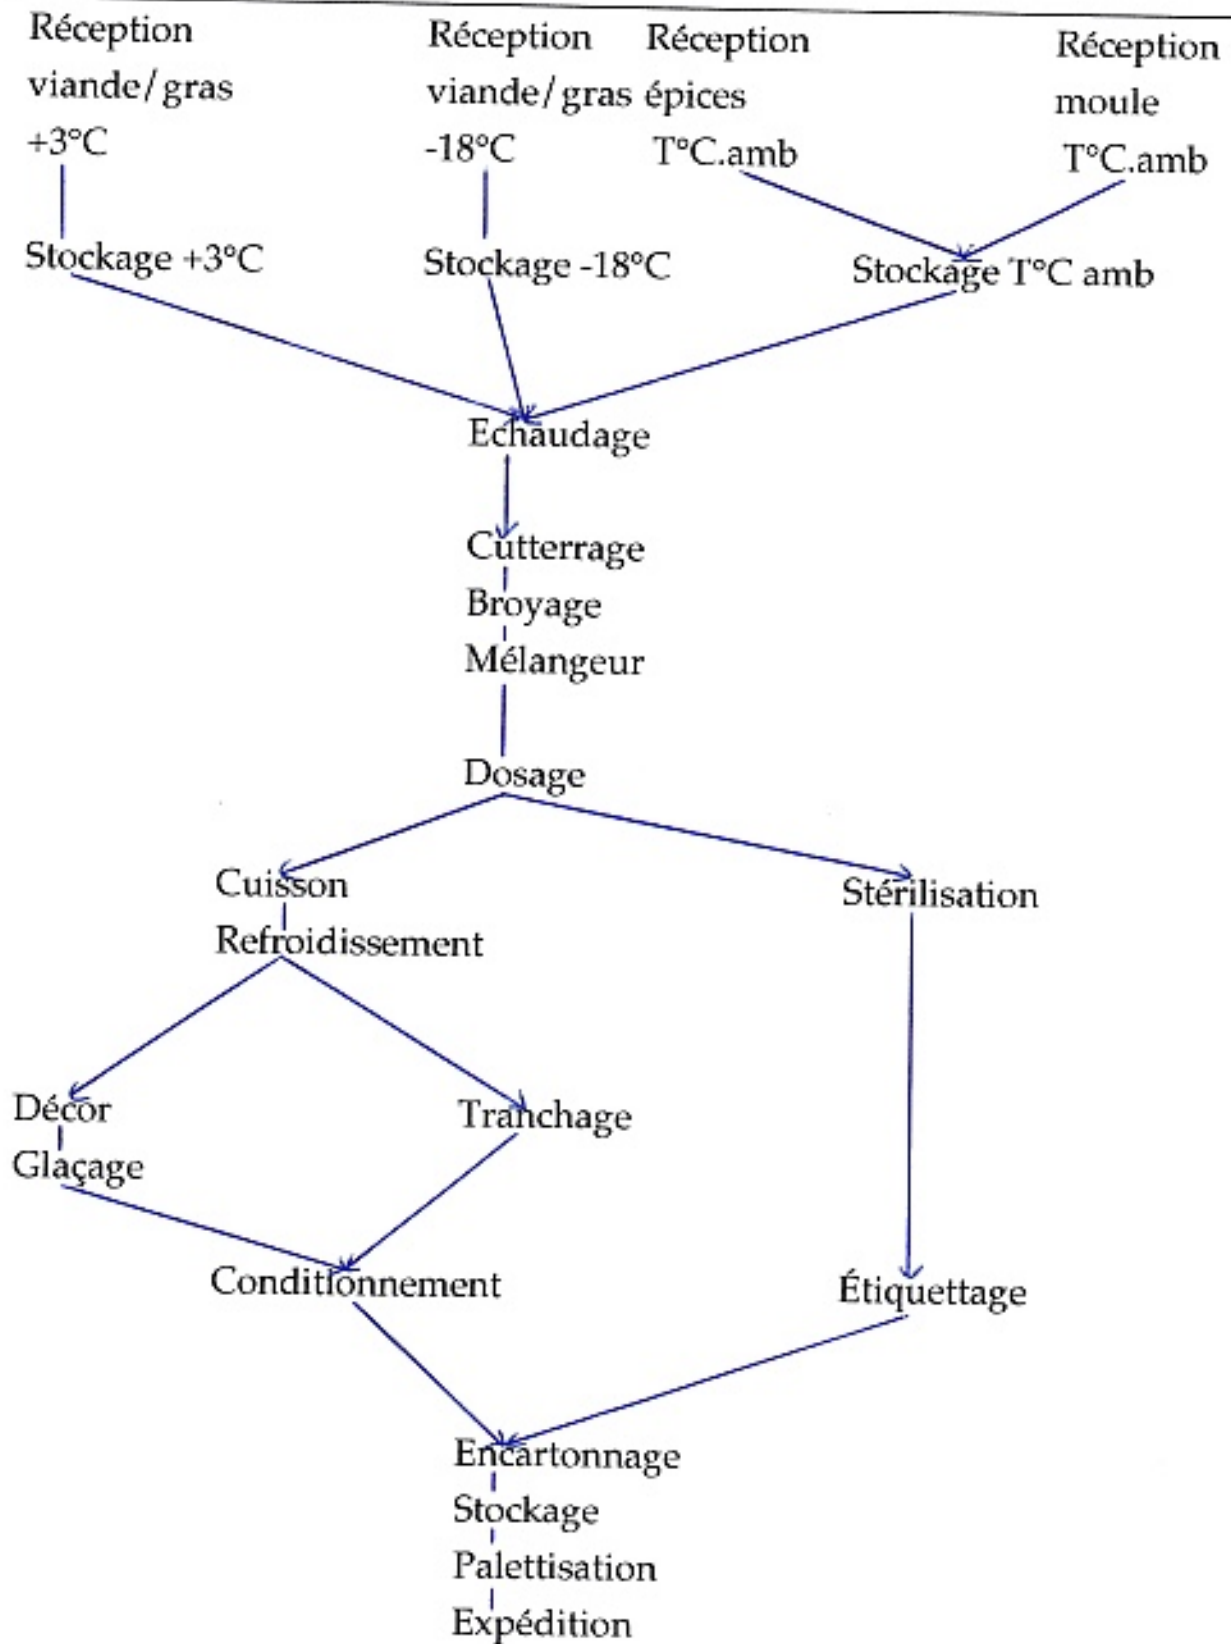 Réception
viande/gras
+3°C
Réception
viande/gras
-18°C
Réception
épices
T°C.amb
Réception
moule
T°C.amb
Stockage +3°C
Stockage -18°C
Stockage T°C amb
Echaudage
Cutterrage
Broyage
Mélangeur
Dosage
Cuisson
Refroidissement
Stérilisation
Décor
Glaçage
Tranchage
Conditionnement
Étiquettage
Encartonnage
Stockage
Palettisation
Expédition